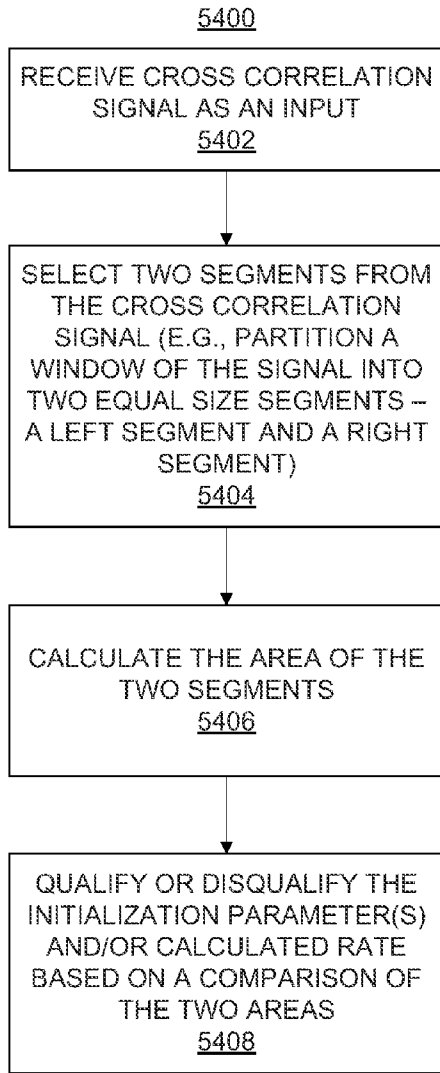 5400
RECEIVE CROSS CORRELATION
SIGNAL AS AN INPUT
5402
SELECT TWO SEGMENTS FROM
THE CROSS CORRELATION
SIGNAL (E.G., PARTITION A
WINDOW OF THE SIGNAL INTO
TWO EQUAL SIZE SEGMENTS –
A LEFT SEGMENT AND A RIGHT
SEGMENT)
5404
CALCULATE THE AREA OF THE
TWO SEGMENTS
5406
QUALIFY OR DISQUALIFY THE
INITIALIZATION PARAMETER(S)
AND/OR CALCULATED RATE
BASED ON A COMPARISON OF
THE TWO AREAS
5408